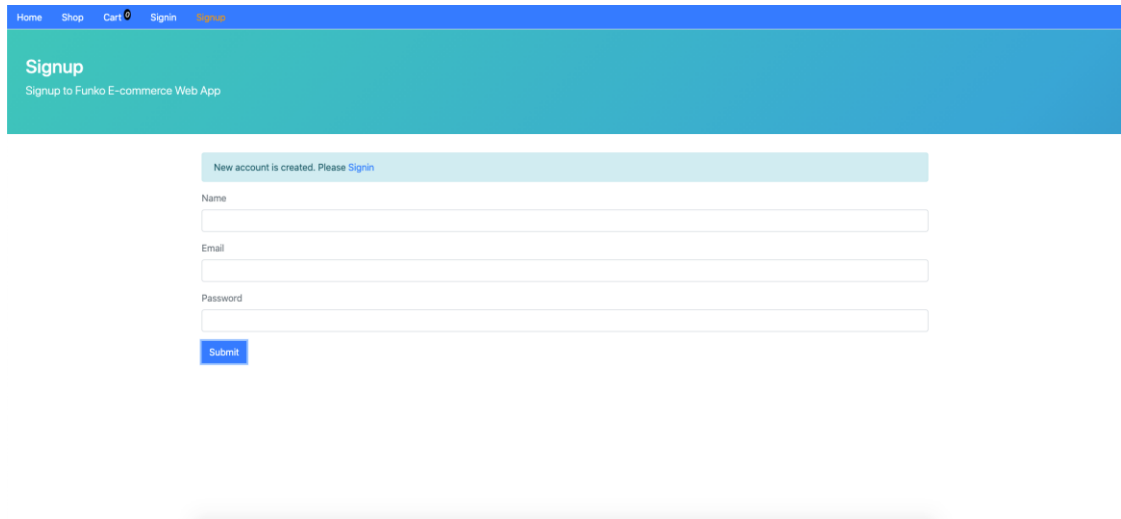 Home Shop Cart 0 Signin Signup
Signup
Signup to Funko E-commerce Web App
New account is created. Please Signin
Name
Email
Password
Submit